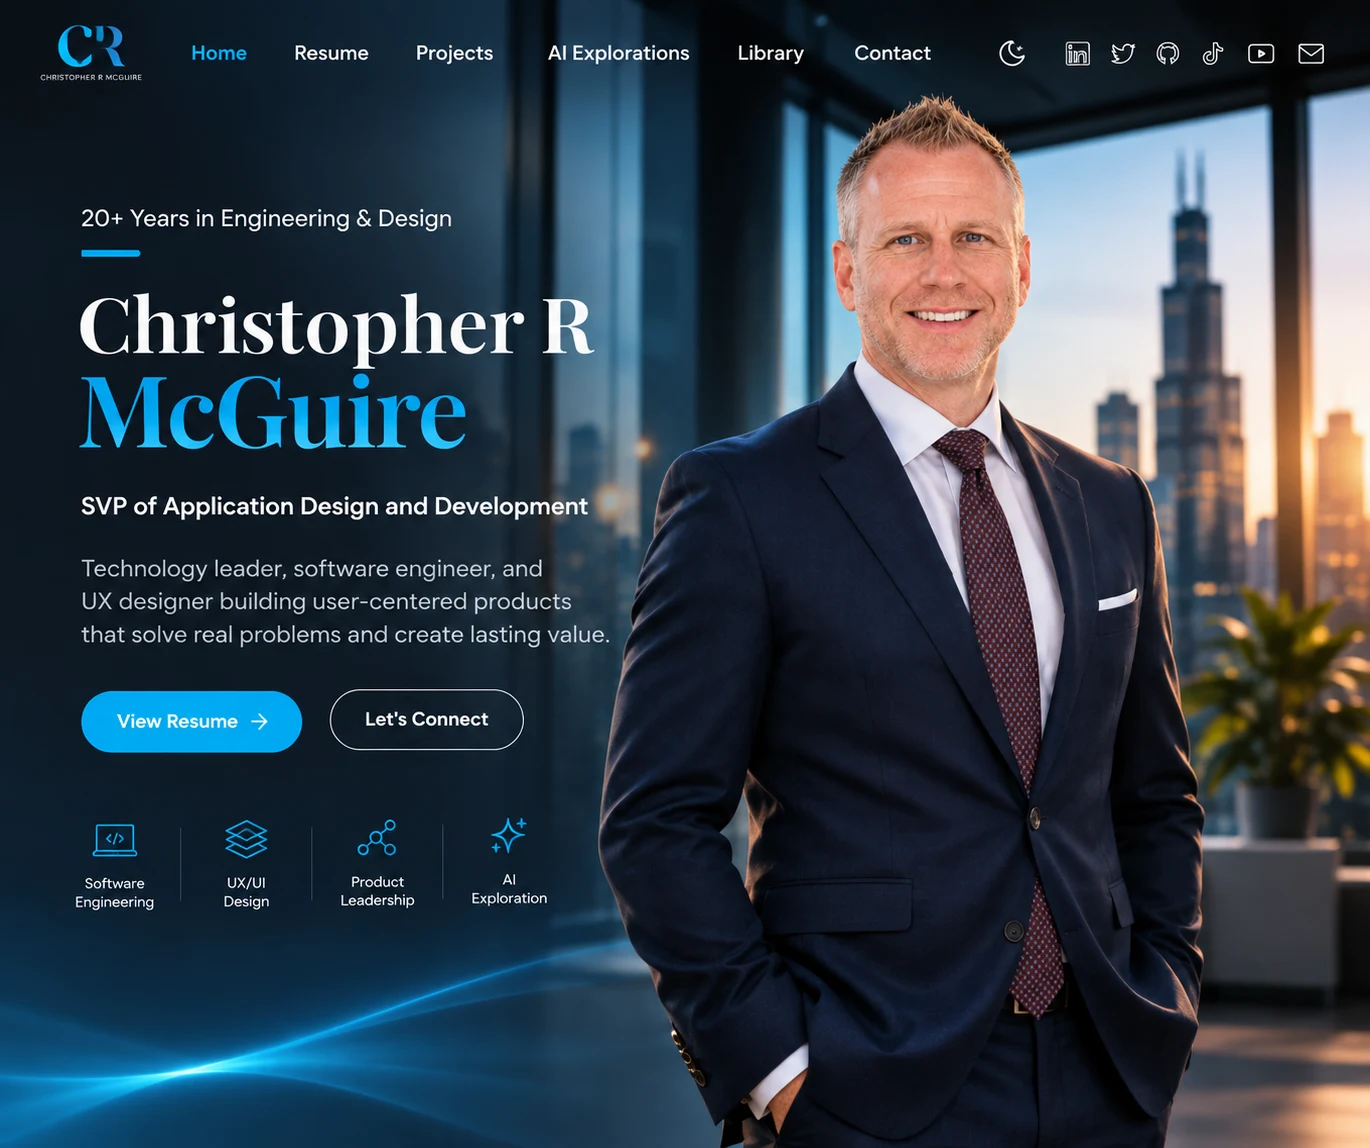 CR
CHRISTOPHER R MCGUIRE
Home
Resume
Projects
AI Explorations
Library
Contact
in
20+ Years in Engineering & Design
Christopher R
McGuire
SVP of Application Design and Development
Technology leader, software engineer, and
UX designer building user-centered products
that solve real problems and create lasting value.
View Resume →
Let's Connect
</>
Software
Engineering
UX/UI
Design
Product
Leadership
AI
Exploration